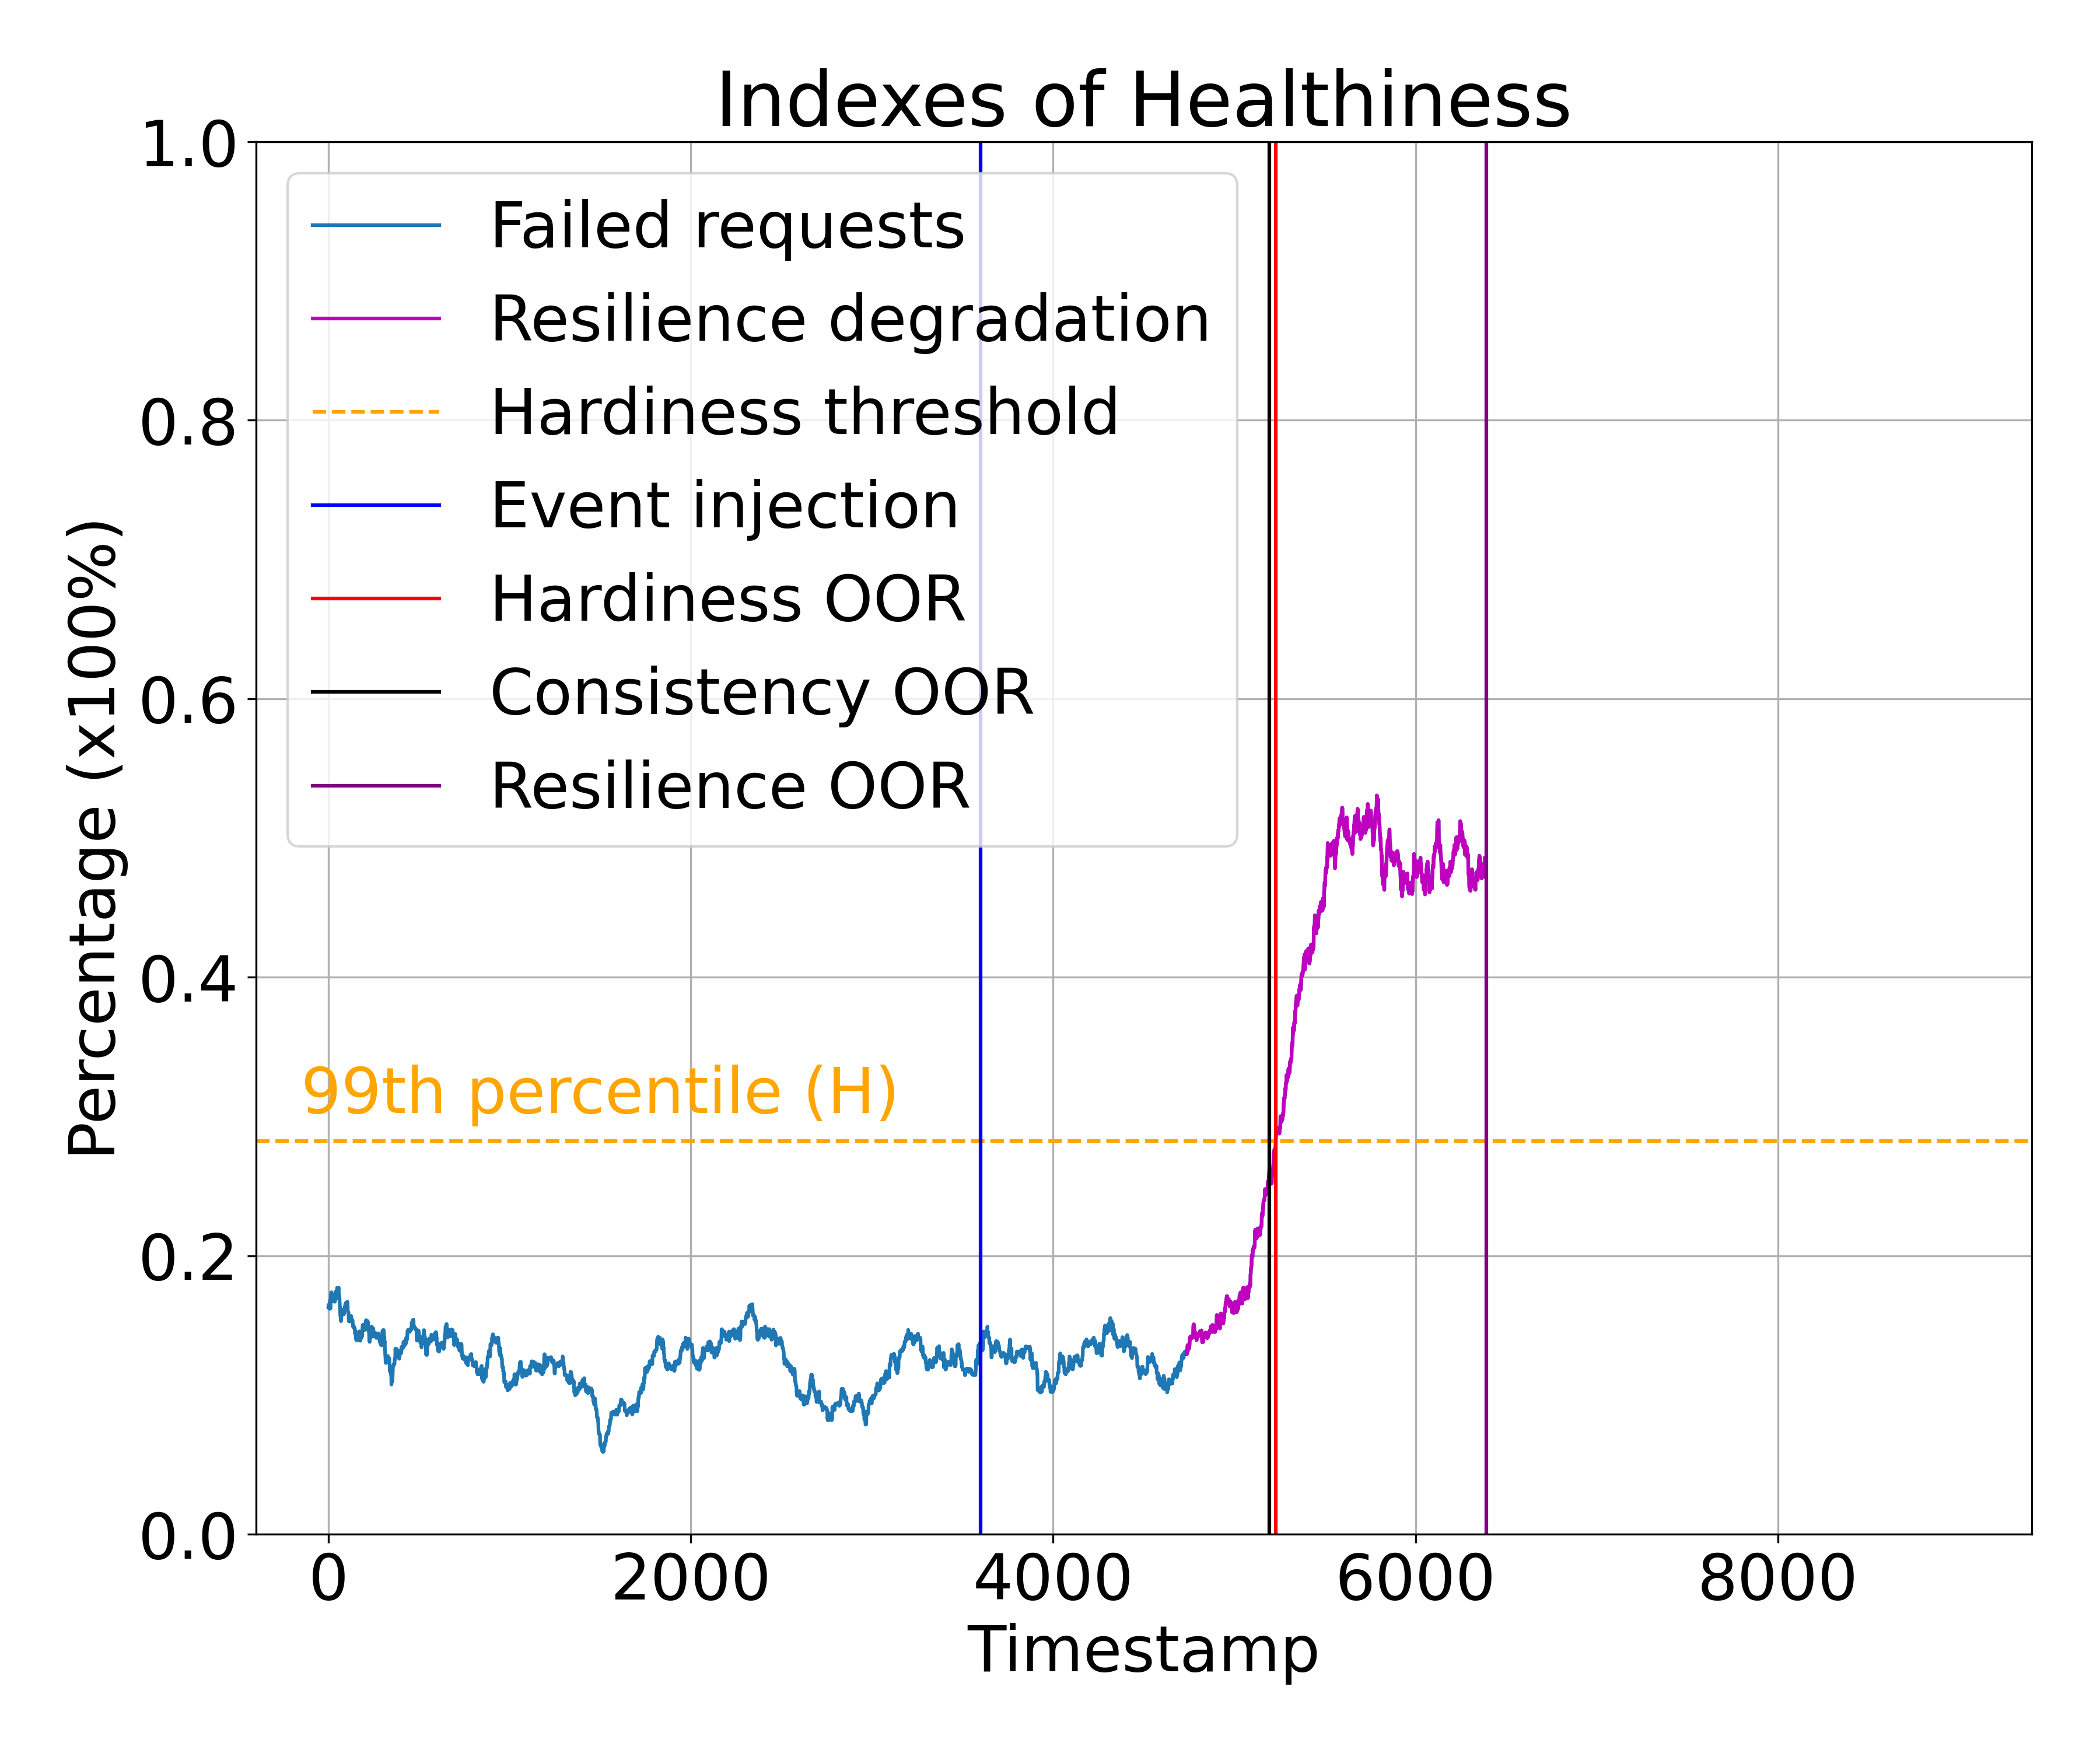 Indexes of Healthiness
1.0
0.8
0.6
0.4
0.2
0.0
Percentage (x100%)
Failed requests
Resilience degradation
Hardiness threshold
Event injection
Hardiness OOR
Consistency OOR
Resilience OOR
99th percentile (H)
0 2000 4000 6000 8000
Timestamp